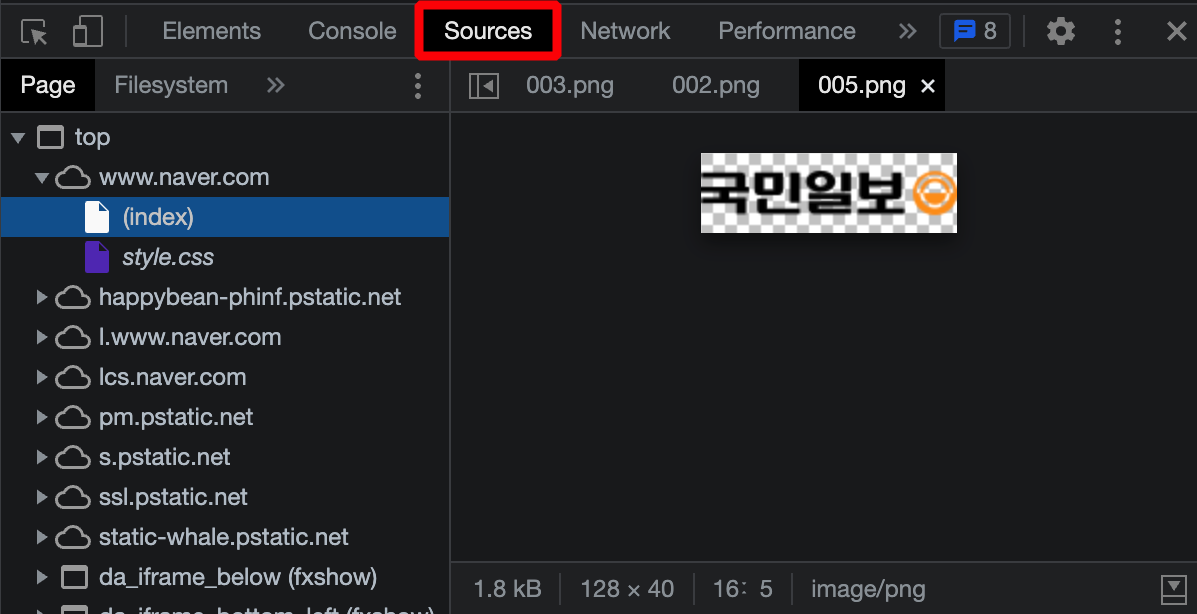 Elements Console Sources Network Performance » 8
Page Filesystem » 003.png 002.png 005.png ×
top
www.naver.com
(index)
style.css
happybean-phinf.pstatic.net
l.www.naver.com
lcs.naver.com
pm.pstatic.net
s.pstatic.net
ssl.pstatic.net
static-whale.pstatic.net
da_iframe_below (fxshow)
da_iframe_bottom_left (fxshow)
국민일보
1.8 kB 128 × 40 16: 5 image/png